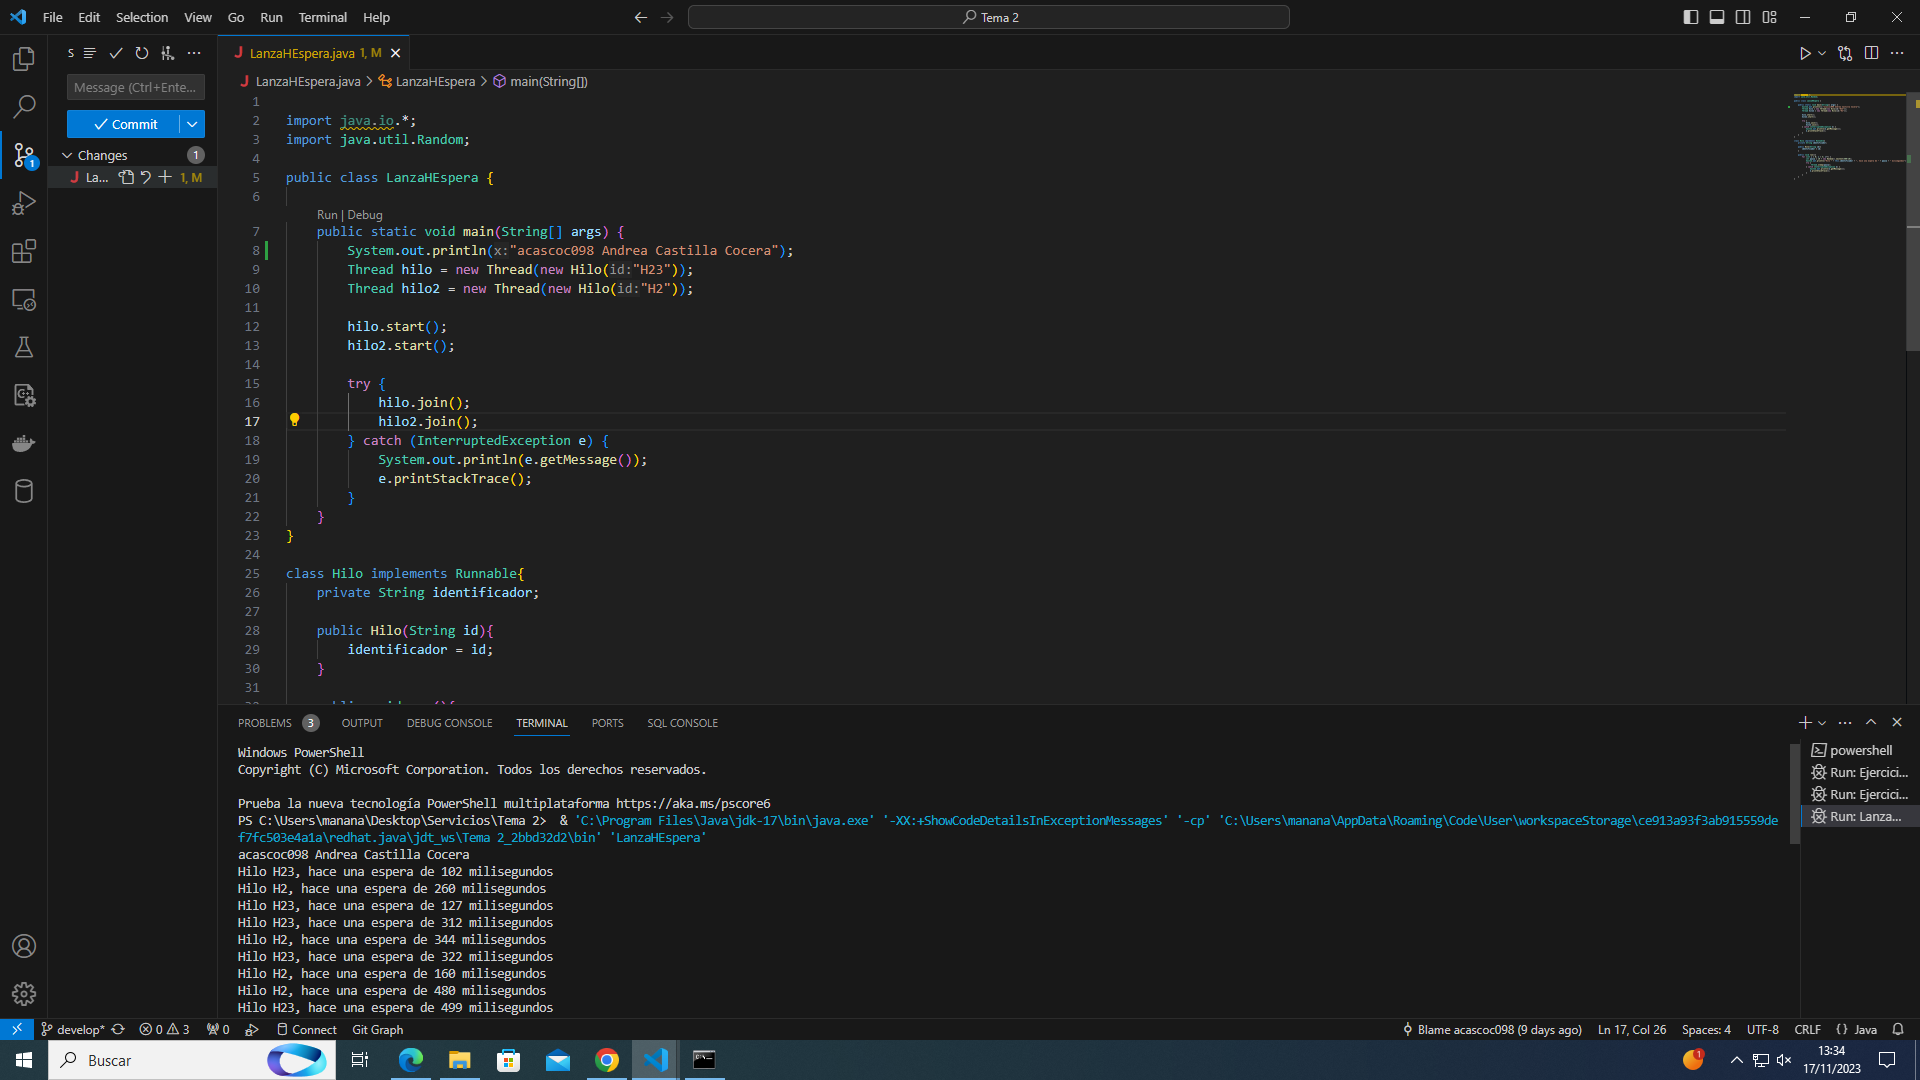 File Edit Selection View Go Run Terminal Help
Tema 2
S
LanzaHEspera.java 1, M
Message (Ctrl+Ente...
LanzaHEspera.java > LanzaHEspera > main(String[])
Commit
Changes 1
La... 1, M
1
1
2 import java.io.*;
3 import java.util.Random;
4
5 public class LanzaHEspera {
6
Run | Debug
7 public static void main(String[] args) {
8 System.out.println(x:"acascoc098 Andrea Castilla Cocera");
9 Thread hilo = new Thread(new Hilo(id:"H23"));
10 Thread hilo2 = new Thread(new Hilo(id:"H2"));
11
12 hilo.start();
13 hilo2.start();
14
15 try {
16 hilo.join();
17 hilo2.join();
18 } catch (InterruptedException e) {
19 System.out.println(e.getMessage());
20 e.printStackTrace();
21 }
22 }
23 }
24
25 class Hilo implements Runnable{
26 private String identificador;
27
28 public Hilo(String id){
29 identificador = id;
30 }
31
PROBLEMS 3 OUTPUT DEBUG CONSOLE TERMINAL PORTS SQL CONSOLE
Windows PowerShell
Copyright (C) Microsoft Corporation. Todos los derechos reservados.
Prueba la nueva tecnología PowerShell multiplataforma https://aka.ms/pscore6
PS C:\Users\manana\Desktop\Servicios\Tema 2> & 'C:\Program Files\Java\jdk-17\bin\java.exe' '-XX:+ShowCodeDetailsInExceptionMessages' '-cp' 'C:\Users\manana\AppData\Roaming\Code\User\workspaceStorage\ce913a93f3ab915559de
f7fc503e4a1a\redhat.java\jdt_ws\Tema 2_2bbd32d2\bin' 'LanzaHEspera'
acascoc098 Andrea Castilla Cocera
Hilo H23, hace una espera de 102 milisegundos
Hilo H2, hace una espera de 260 milisegundos
Hilo H23, hace una espera de 127 milisegundos
Hilo H23, hace una espera de 312 milisegundos
Hilo H2, hace una espera de 344 milisegundos
Hilo H23, hace una espera de 322 milisegundos
Hilo H2, hace una espera de 160 milisegundos
Hilo H2, hace una espera de 480 milisegundos
Hilo H23, hace una espera de 499 milisegundos
powershell
Run: Ejercici...
Run: Ejercici...
Run: Lanza...
develop* 0 3 0 Connect Git Graph
Blame acascoc098 (9 days ago) Ln 17, Col 26 Spaces: 4 UTF-8 CRLF {} Java
Buscar
1
13:34
17/11/2023